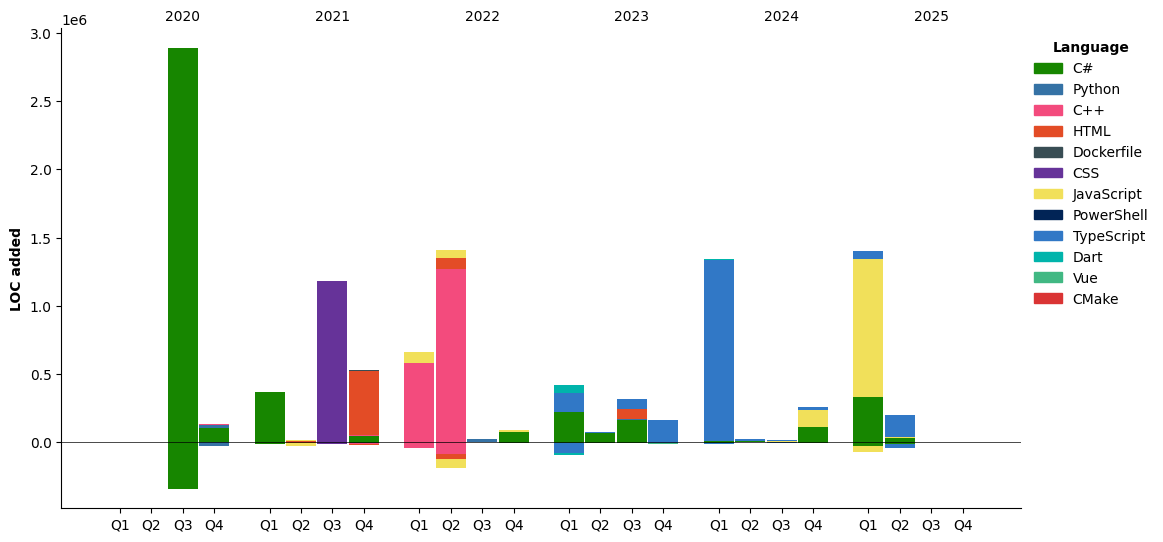 1e6
2020 2021 2022 2023 2024 2025
3.0
2.5
2.0
1.5
1.0
0.5
0.0
LOC added
Q1 Q2 Q3 Q4 Q1 Q2 Q3 Q4 Q1 Q2 Q3 Q4 Q1 Q2 Q3 Q4 Q1 Q2 Q3 Q4 Q1 Q2 Q3 Q4
Language
C#
Python
C++
HTML
Dockerfile
CSS
JavaScript
PowerShell
TypeScript
Dart
Vue
CMake